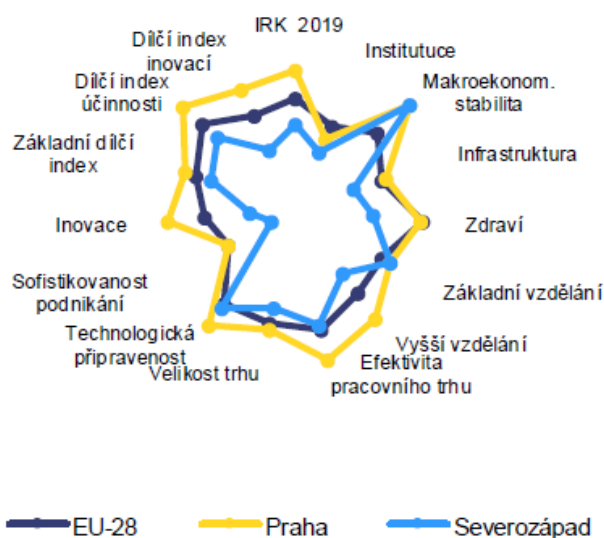 IRK 2019
Institutuce
Makroekonom.
stabilita
Infrastruktura
Zdraví
Základní vzdělání
Vyšší vzdělání
Efektivita
pracovního trhu
Velikost trhu
Technologická
připravenost
Sofistikovanost
podnikání
Inovace
Základní dílčí
index
Dílčí index
účinnosti
Dílčí index
inovací
EU-28
Praha
Severozápad